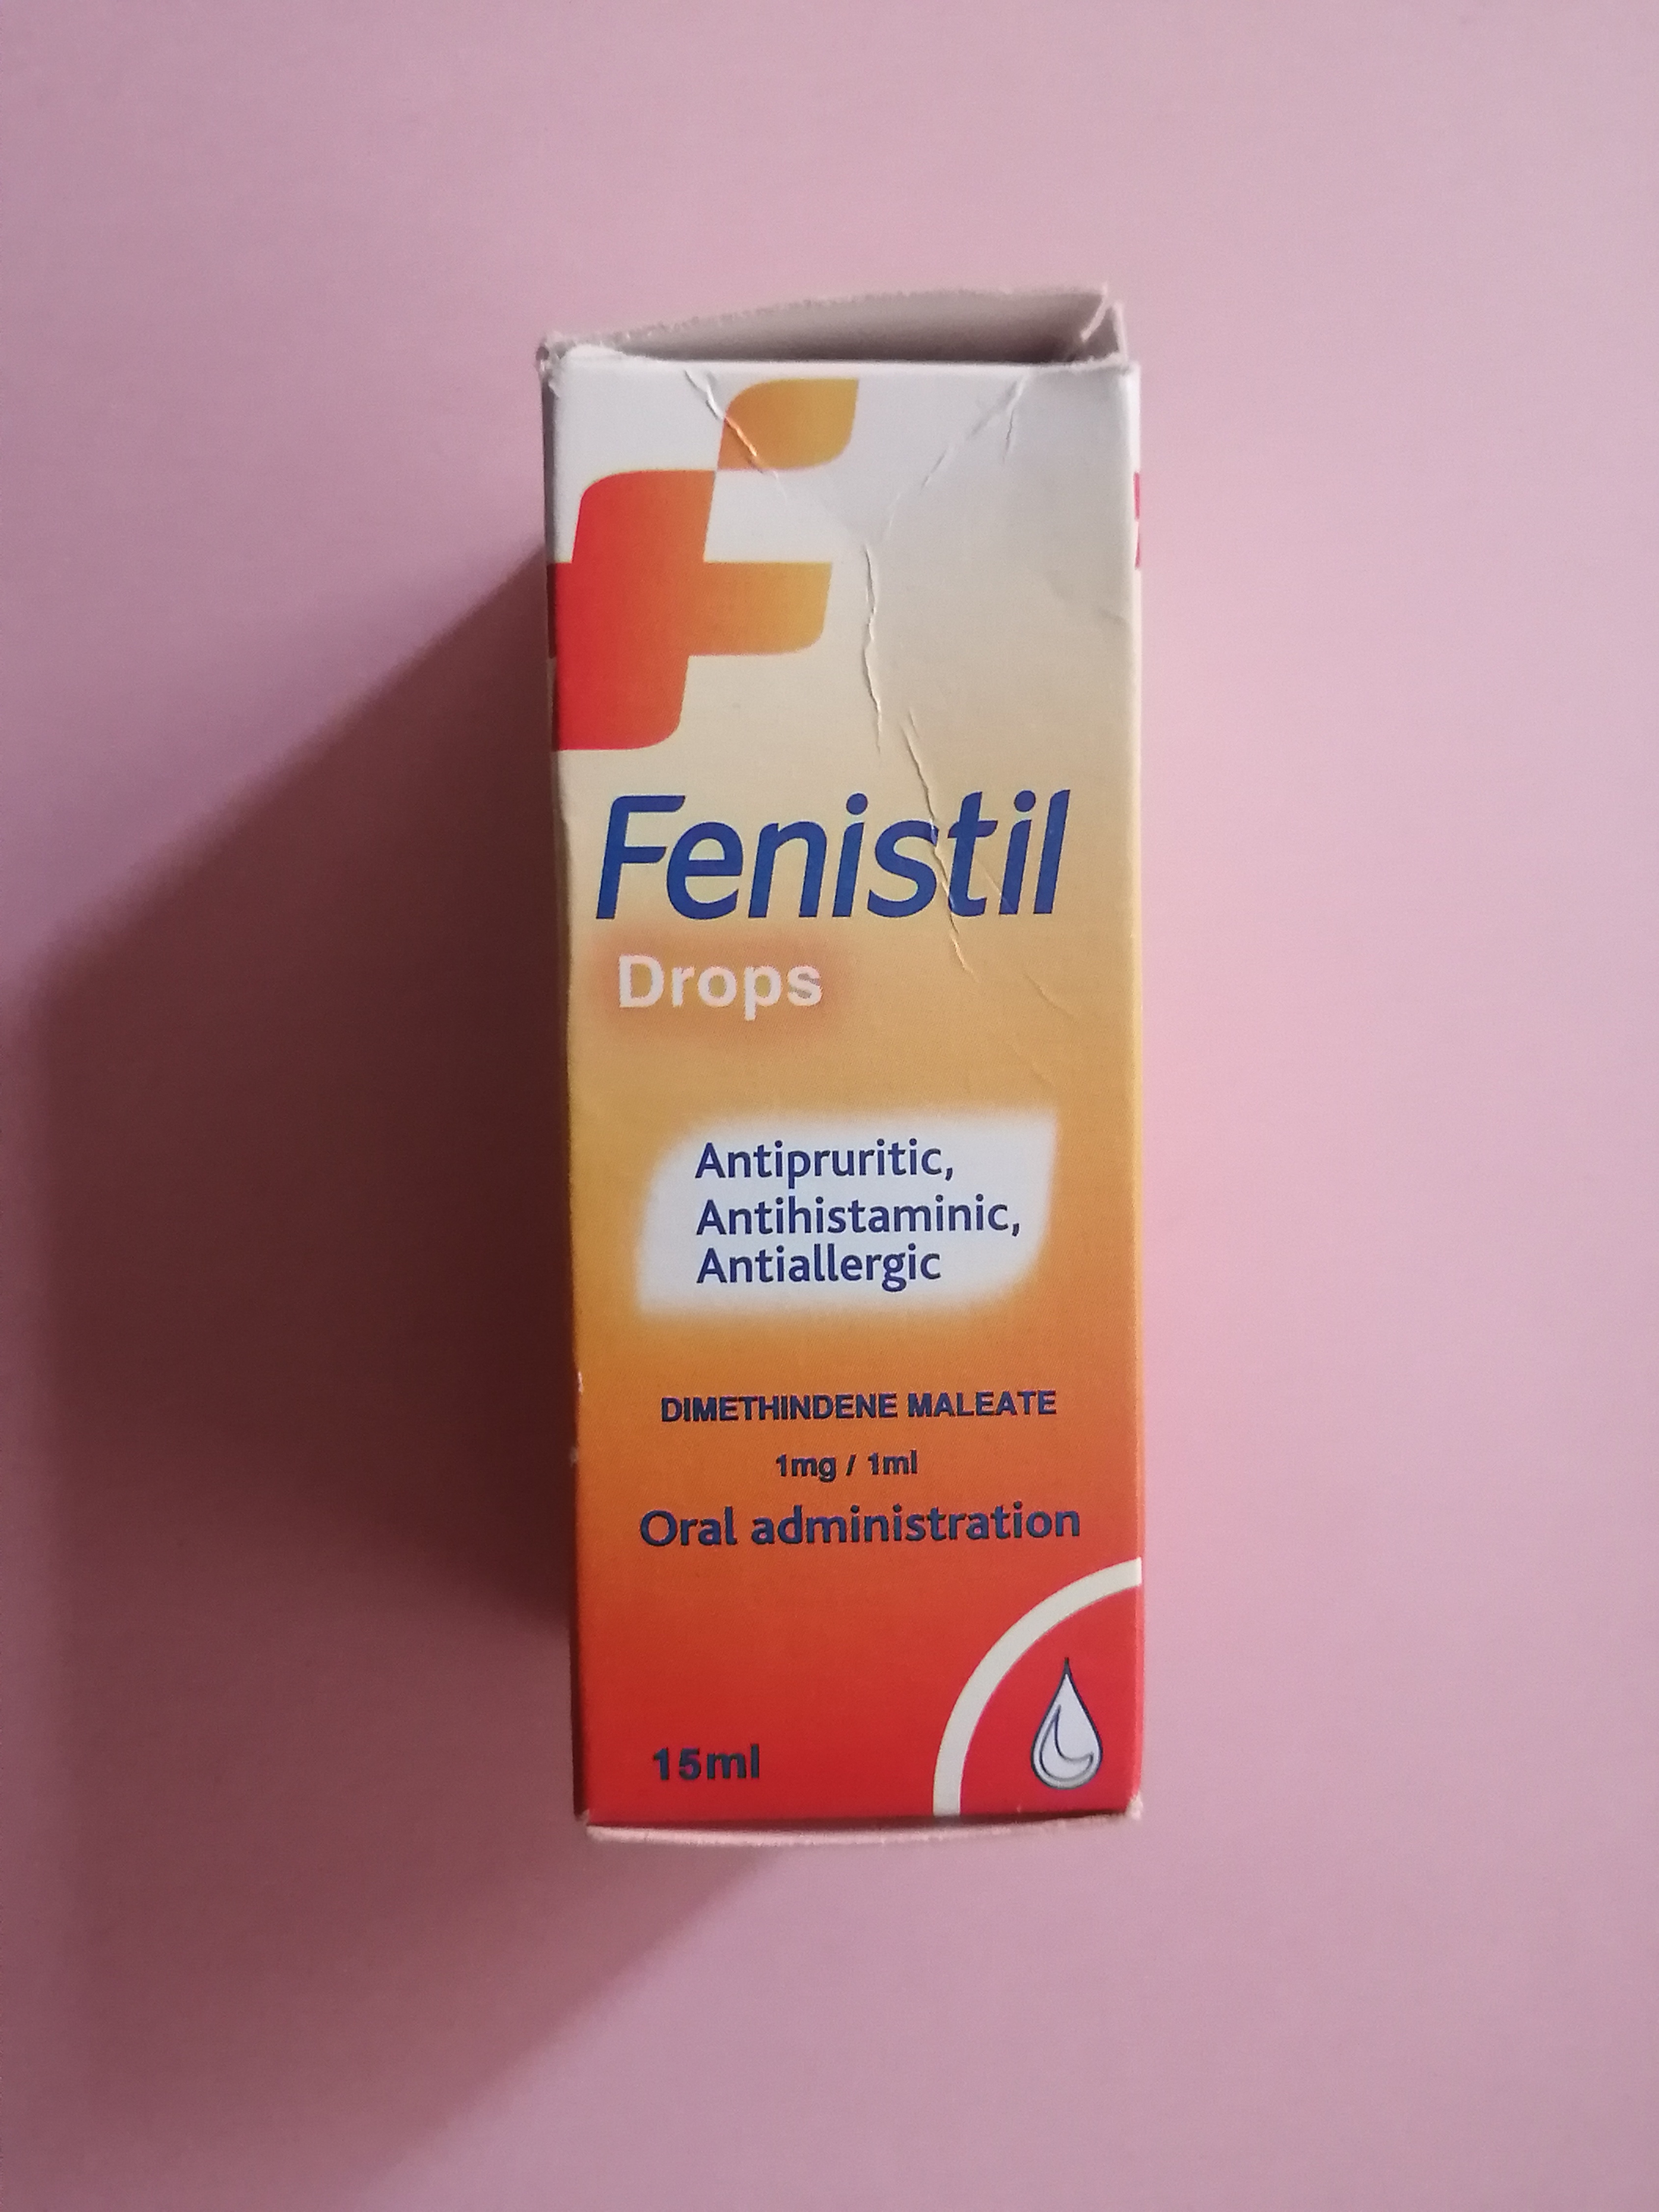 Fenistil
Drops
Antipruritic,
Antihistaminic,
Antiallergic
DIMETHINDENE MALEATE
1mg / 1ml
Oral administration
15ml